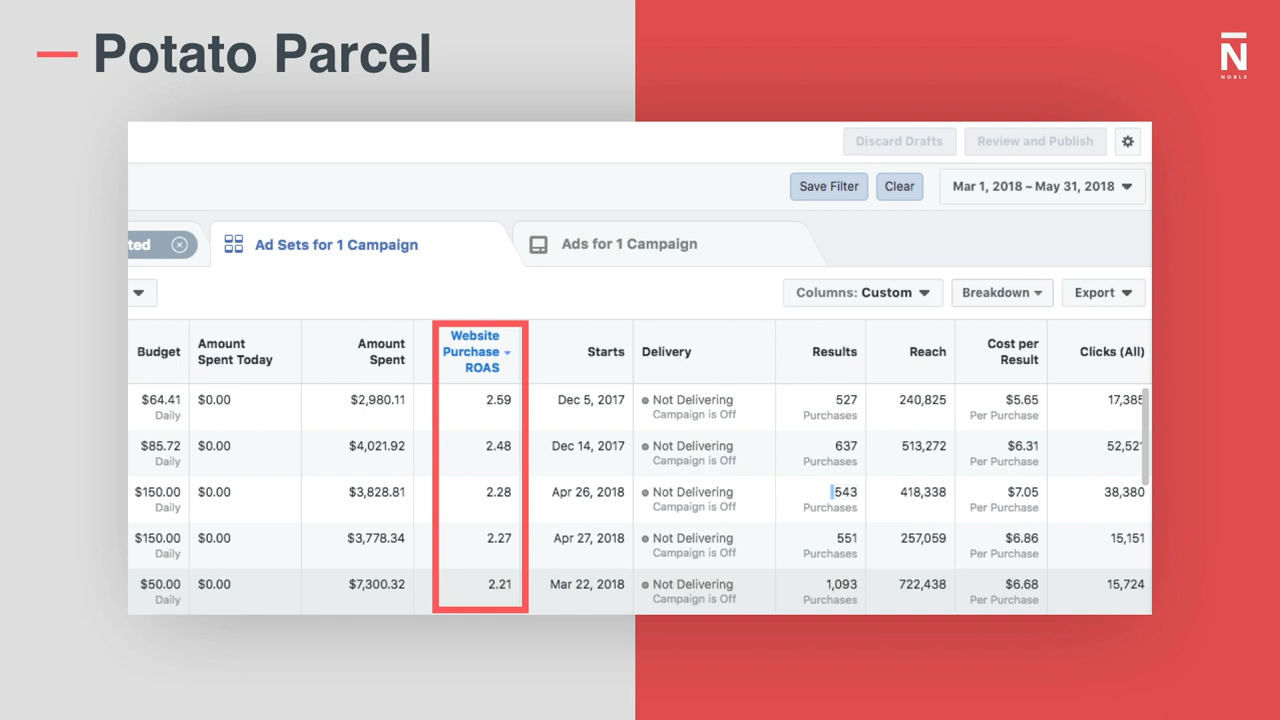 Potato Parcel
N
NOBLE
Discard Drafts Review and Publish
Save Filter Clear Mar 1, 2018 – May 31, 2018
ted Ad Sets for 1 Campaign Ads for 1 Campaign
Columns: Custom Breakdown Export
Budget Amount Spent Today Amount Spent Website Purchase ROAS Starts Delivery Results Reach Cost per Result Clicks (All)
$64.41 $0.00 $2,980.11 2.59 Dec 5, 2017 Not Delivering 527 240,825 $5.65 17,385
Daily Campaign is Off Purchases Per Purchase
$85.72 $0.00 $4,021.92 2.48 Dec 14, 2017 Not Delivering 637 513,272 $6.31 52,521
Daily Campaign is Off Purchases Per Purchase
$150.00 $0.00 $3,828.81 2.28 Apr 26, 2018 Not Delivering 543 418,338 $7.05 38,380
Daily Campaign is Off Purchases Per Purchase
$150.00 $0.00 $3,778.34 2.27 Apr 27, 2018 Not Delivering 551 257,059 $6.86 15,151
Daily Campaign is Off Purchases Per Purchase
$50.00 $0.00 $7,300.32 2.21 Mar 22, 2018 Not Delivering 1,093 722,438 $6.68 15,724
Daily Campaign is Off Purchases Per Purchase